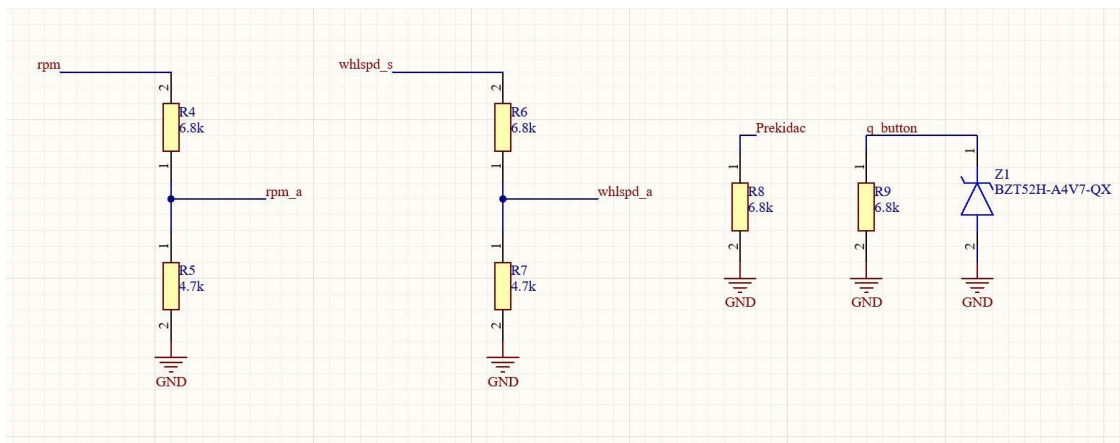 rpm
2
R4
6.8k
1
rpm_a
1
R5
4.7k
2
GND
whlspd_s
2
R6
6.8k
1
whlspd_a
1
R7
4.7k
2
GND
Prekidac
1
R8
6.8k
2
GND
q_button
1
R9
6.8k
2
GND
1
Z1
BZT52H-A4V7-QX
2
GND